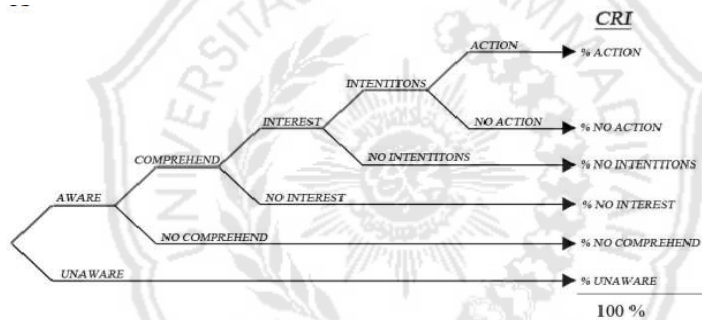 CRI
ACTION % ACTION
INTENTITONS
INTEREST NO ACTION % NO ACTION
COMPREHEND NO INTENTITONS % NO INTENTITONS
AWARE NO INTEREST % NO INTEREST
NO COMPREHEND % NO COMPREHEND
UNAWARE % UNAWARE
100 %